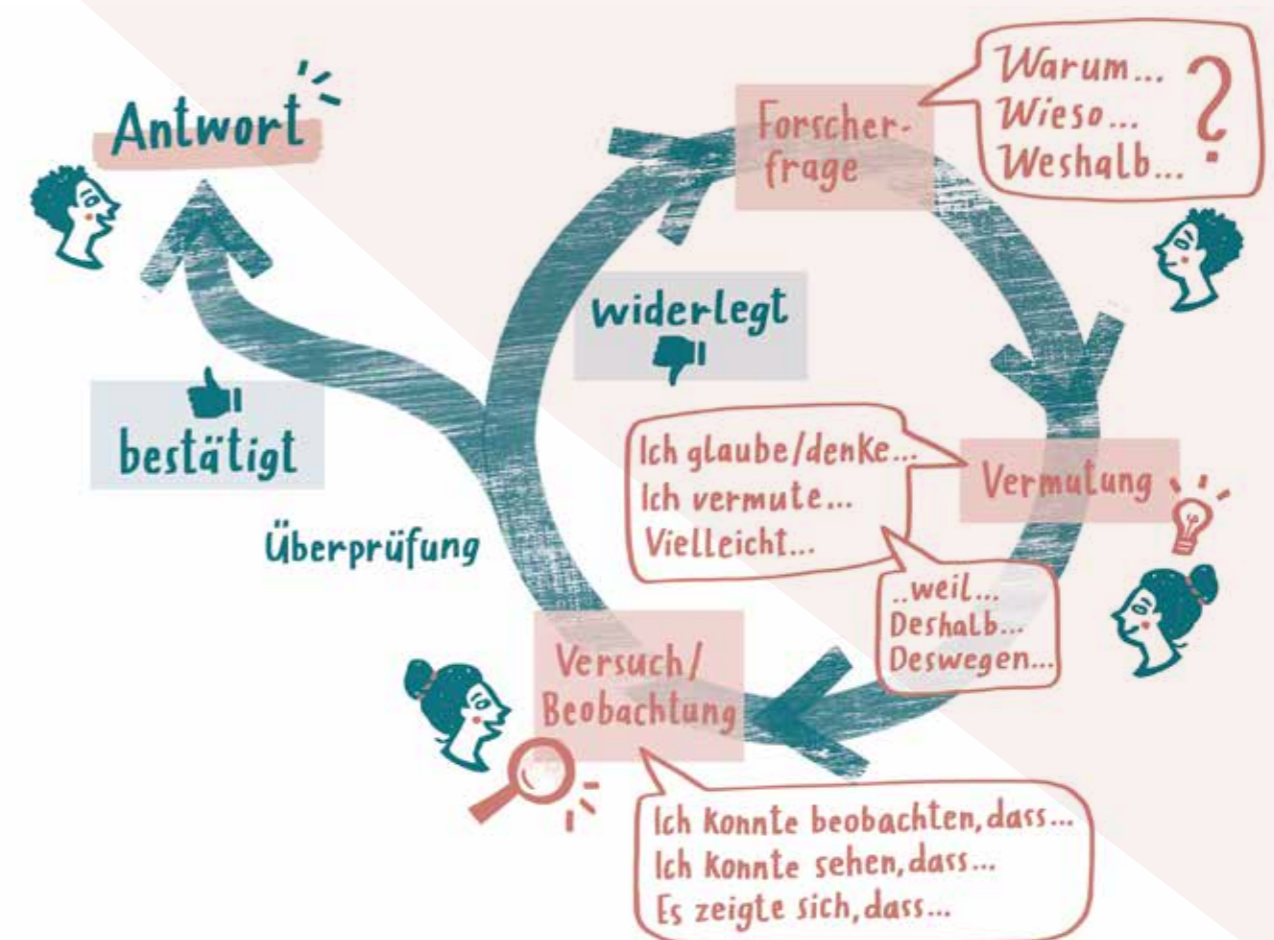 Antwort
Forscher-
frage
Warum...
Wieso...
Weshalb...
?
widerlegt
bestätigt
Ich glaube/denke...
Ich vermute...
Vielleicht...
Vermutung
..weil...
Deshalb...
Deswegen...
Überprüfung
Versuch/
Beobachtung
Ich konnte beobachten, dass...
Ich konnte sehen, dass...
Es zeigte sich, dass...